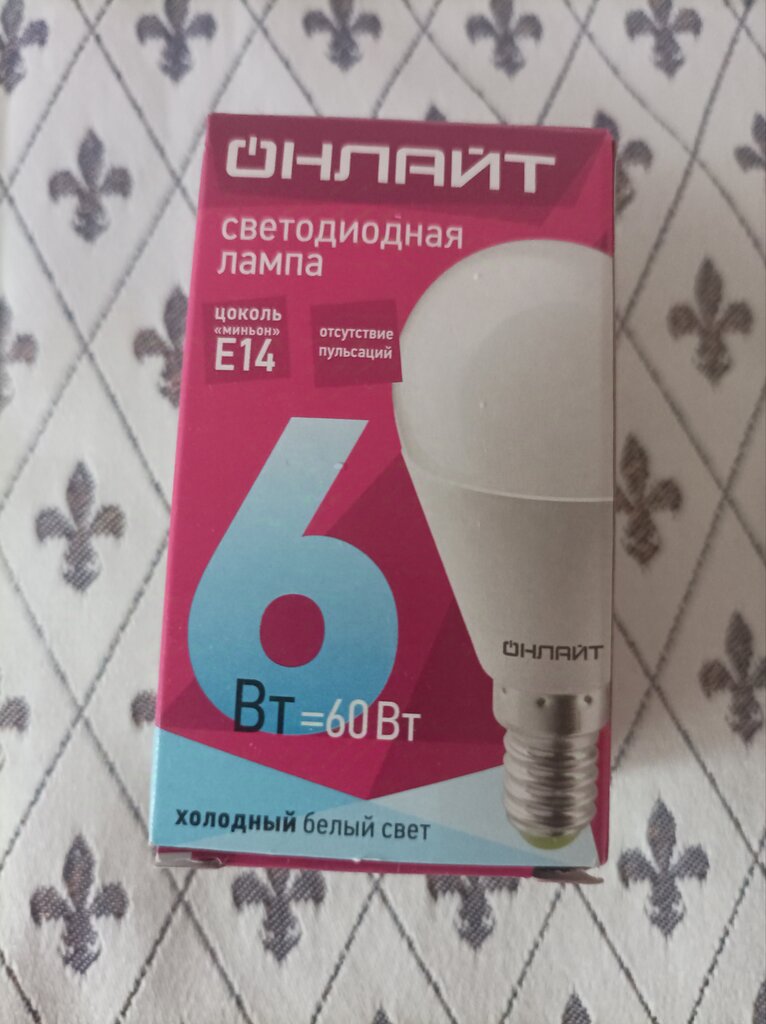 ОНЛАЙТ
светодиодная
лампа
цоколь
«миньон»
E14
отсутствие
пульсаций
6
Вт =60 Вт
ОНЛАЙТ
холодный белый свет